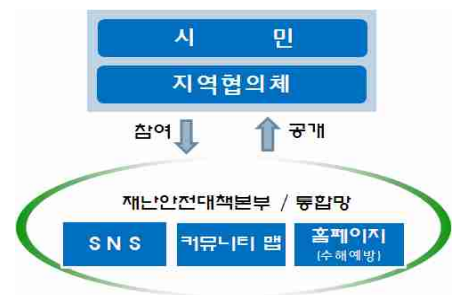 시 민
지역협의체
참여 공개
재난안전대책본부 / 통합망
SNS 커뮤니티 맵 홈페이지
(수해예방)